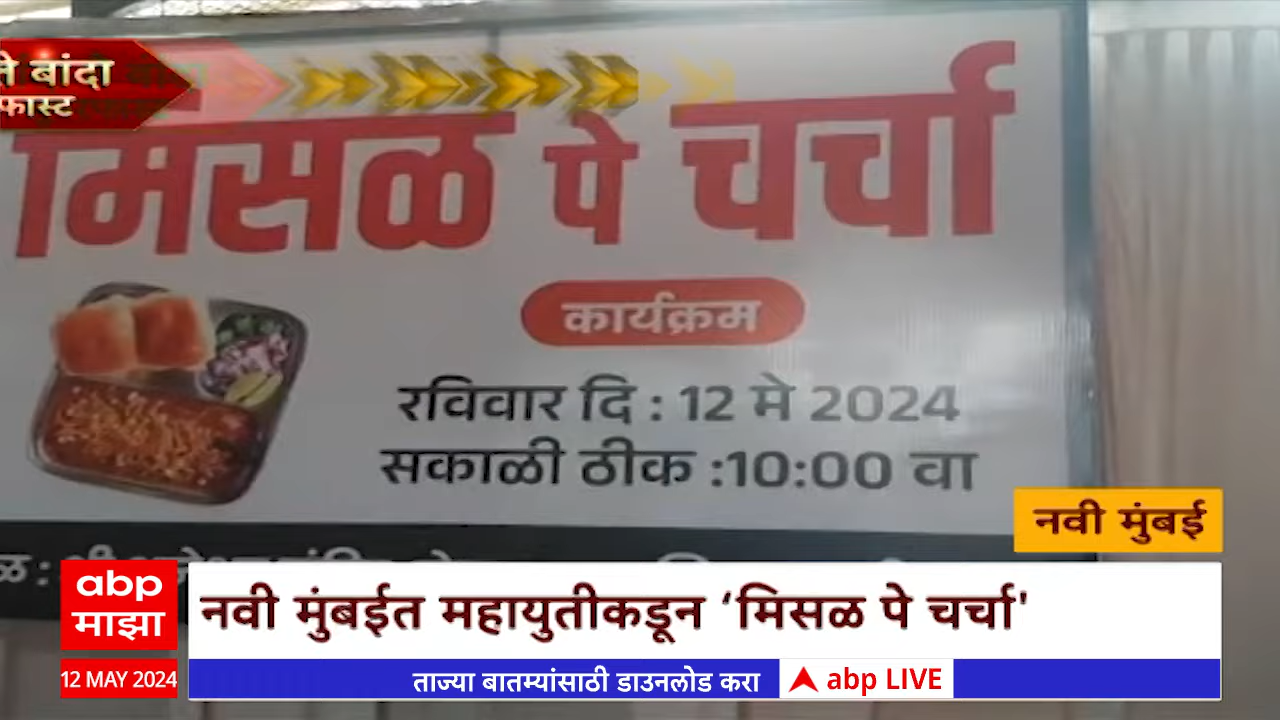 ते बांदा
फास्ट
मिसळ पे चर्चा
कार्यक्रम
रविवार दि : 12 मे 2024
सकाळी ठीक :10:00 वा
नवी मुंबई
abp
माझा
नवी मुंबईत महायुतीकडून ‘मिसळ पे चर्चा'
12 MAY 2024
ताज्या बातम्यांसाठी डाउनलोड करा
abp LIVE